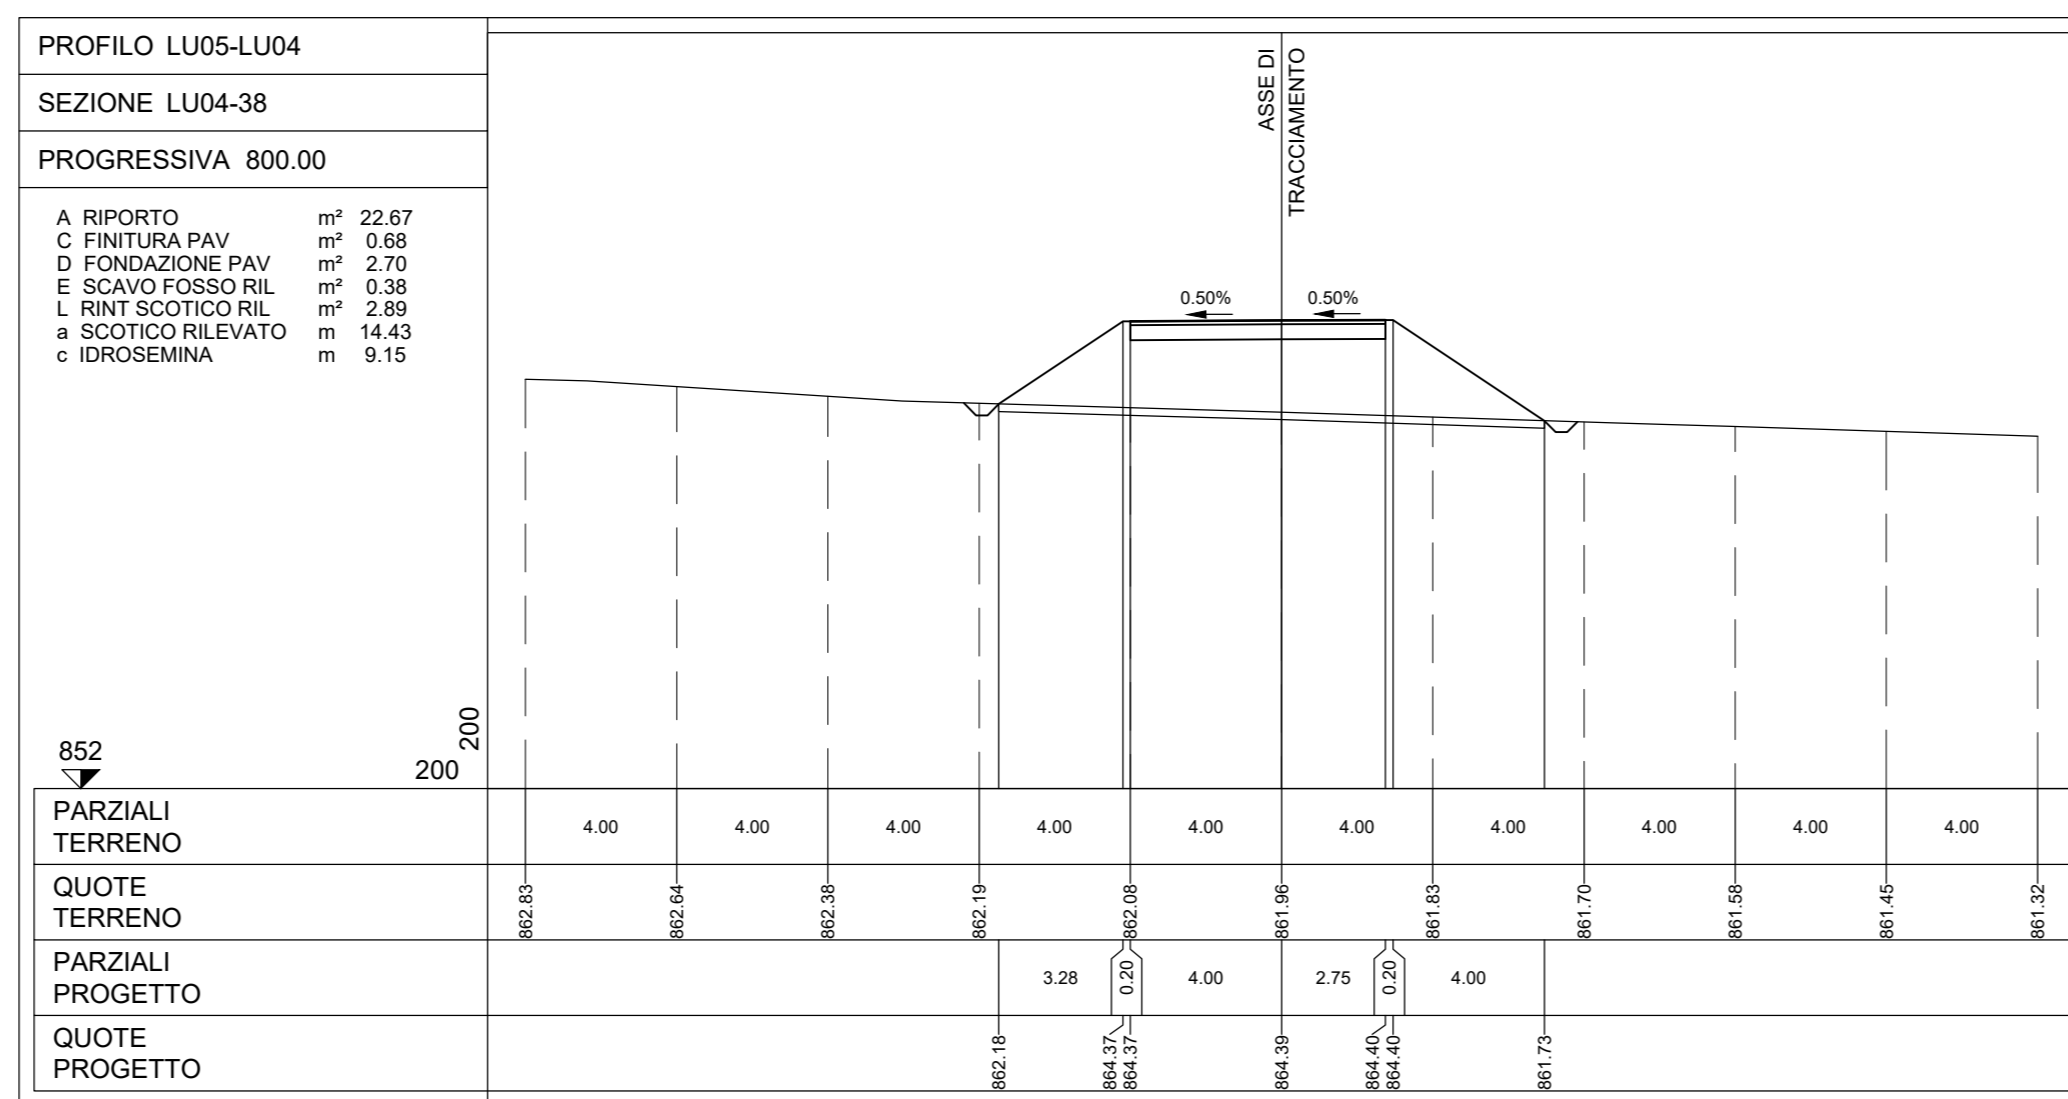 PROFILO LU05-LU04
SEZIONE LU04-38
PROGRESSIVA 800.00
A RIPORTO m² 22.67
C FINITURA PAV m² 0.68
D FONDAZIONE PAV m² 2.70
E SCAVO FOSSO RIL m² 0.38
L RINT SCOTICO RIL m² 2.89
a SCOTICO RILEVATO m 14.43
c IDROSEMINA m 9.15
ASSE DI
TRACCIAMENTO
0.50% 0.50%
852
200
200
PARZIALI
TERRENO
4.00 4.00 4.00 4.00 4.00 4.00 4.00 4.00 4.00 4.00
QUOTE
TERRENO
862.83 862.64 862.38 862.19 862.08 861.96 861.83 861.70 861.58 861.45 861.32
PARZIALI
PROGETTO
3.28 0.20 4.00 2.75 0.20 4.00
QUOTE
PROGETTO
862.18 864.37 864.37 864.39 864.40 864.40 861.73